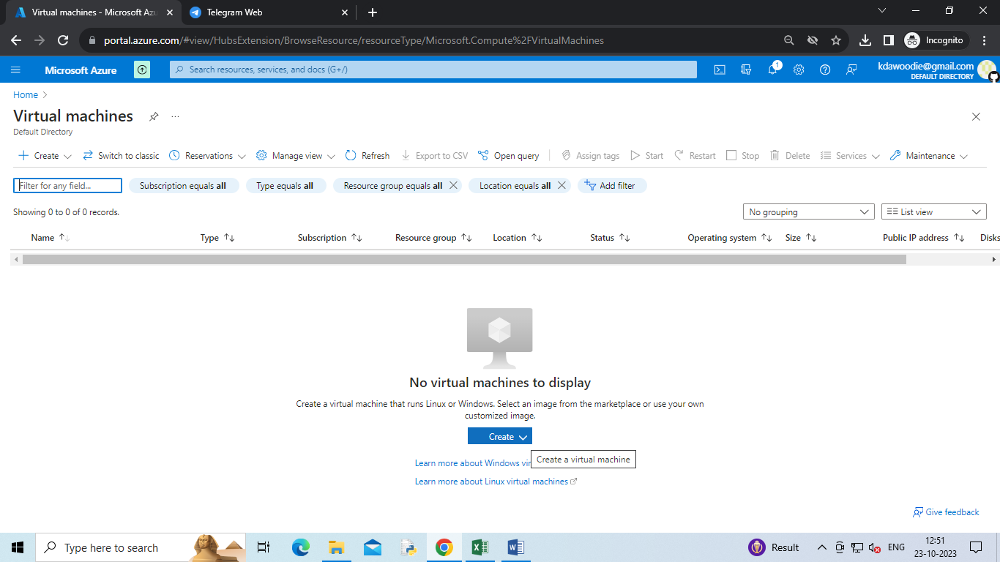 Virtual machines - Microsoft Azu
Telegram Web
portal.azure.com/#view/HubsExtension/BrowseResource/resourceType/Microsoft.Compute%2FVirtualMachines
Incognito
Microsoft Azure
Search resources, services, and docs (G+/)
1
kdawoodie@gmail.com
DEFAULT DIRECTORY
Home
Virtual machines
Default Directory
Create
Switch to classic
Reservations
Manage view
Refresh
Export to CSV
Open query
Assign tags
Start
Restart
Stop
Delete
Services
Maintenance
Filter for any field...
Subscription equals all
Type equals all
Resource group equals all
Location equals all
Add filter
Showing 0 to 0 of 0 records.
No grouping
List view
Name
Type
Subscription
Resource group
Location
Status
Operating system
Size
Public IP address
Disks
No virtual machines to display
Create a virtual machine that runs Linux or Windows. Select an image from the marketplace or use your own
customized image.
Create
Create a virtual machine
Learn more about Windows vir
Learn more about Linux virtual machines
Give feedback
Type here to search
Result
ENG
12:51
23-10-2023